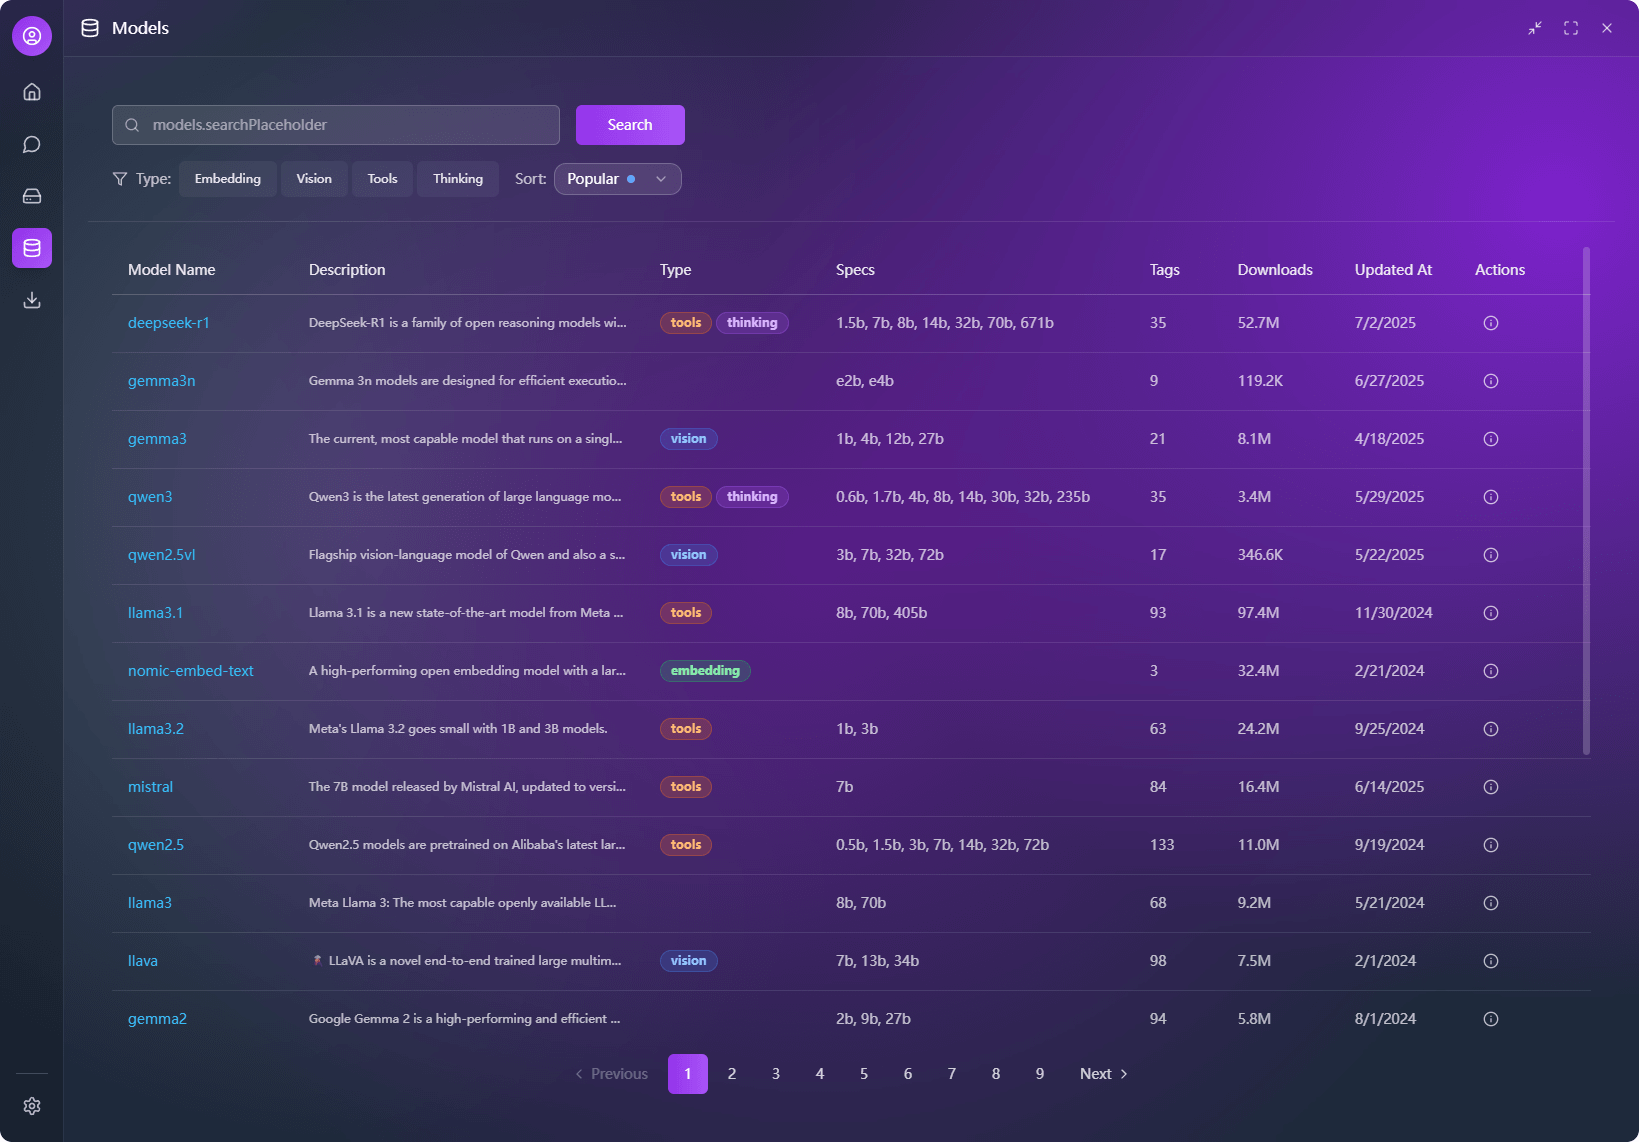 Models
models.searchPlaceholder Search
Type: Embedding Vision Tools Thinking Sort: Popular
Model Name Description Type Specs Tags Downloads Updated At Actions
deepseek-r1 DeepSeek-R1 is a family of open reasoning models wi... tools thinking 1.5b, 7b, 8b, 14b, 32b, 70b, 671b 35 52.7M 7/2/2025
gemma3n Gemma 3n models are designed for efficient executio... e2b, e4b 9 119.2K 6/27/2025
gemma3 The current, most capable model that runs on a singl... vision 1b, 4b, 12b, 27b 21 8.1M 4/18/2025
qwen3 Qwen3 is the latest generation of large language mo... tools thinking 0.6b, 1.7b, 4b, 8b, 14b, 30b, 32b, 235b 35 3.4M 5/29/2025
qwen2.5vl Flagship vision-language model of Qwen and also a s... vision 3b, 7b, 32b, 72b 17 346.6K 5/22/2025
llama3.1 Llama 3.1 is a new state-of-the-art model from Meta ... tools 8b, 70b, 405b 93 97.4M 11/30/2024
nomic-embed-text A high-performing open embedding model with a lar... embedding 3 32.4M 2/21/2024
llama3.2 Meta's Llama 3.2 goes small with 1B and 3B models. tools 1b, 3b 63 24.2M 9/25/2024
mistral The 7B model released by Mistral AI, updated to versi... tools 7b 84 16.4M 6/14/2025
qwen2.5 Qwen2.5 models are pretrained on Alibaba's latest lar... tools 0.5b, 1.5b, 3b, 7b, 14b, 32b, 72b 133 11.0M 9/19/2024
llama3 Meta Llama 3: The most capable openly available LL... 8b, 70b 68 9.2M 5/21/2024
llava 🌋 LLaVA is a novel end-to-end trained large multim... vision 7b, 13b, 34b 98 7.5M 2/1/2024
gemma2 Google Gemma 2 is a high-performing and efficient ... 2b, 9b, 27b 94 5.8M 8/1/2024
Previous 1 2 3 4 5 6 7 8 9 Next